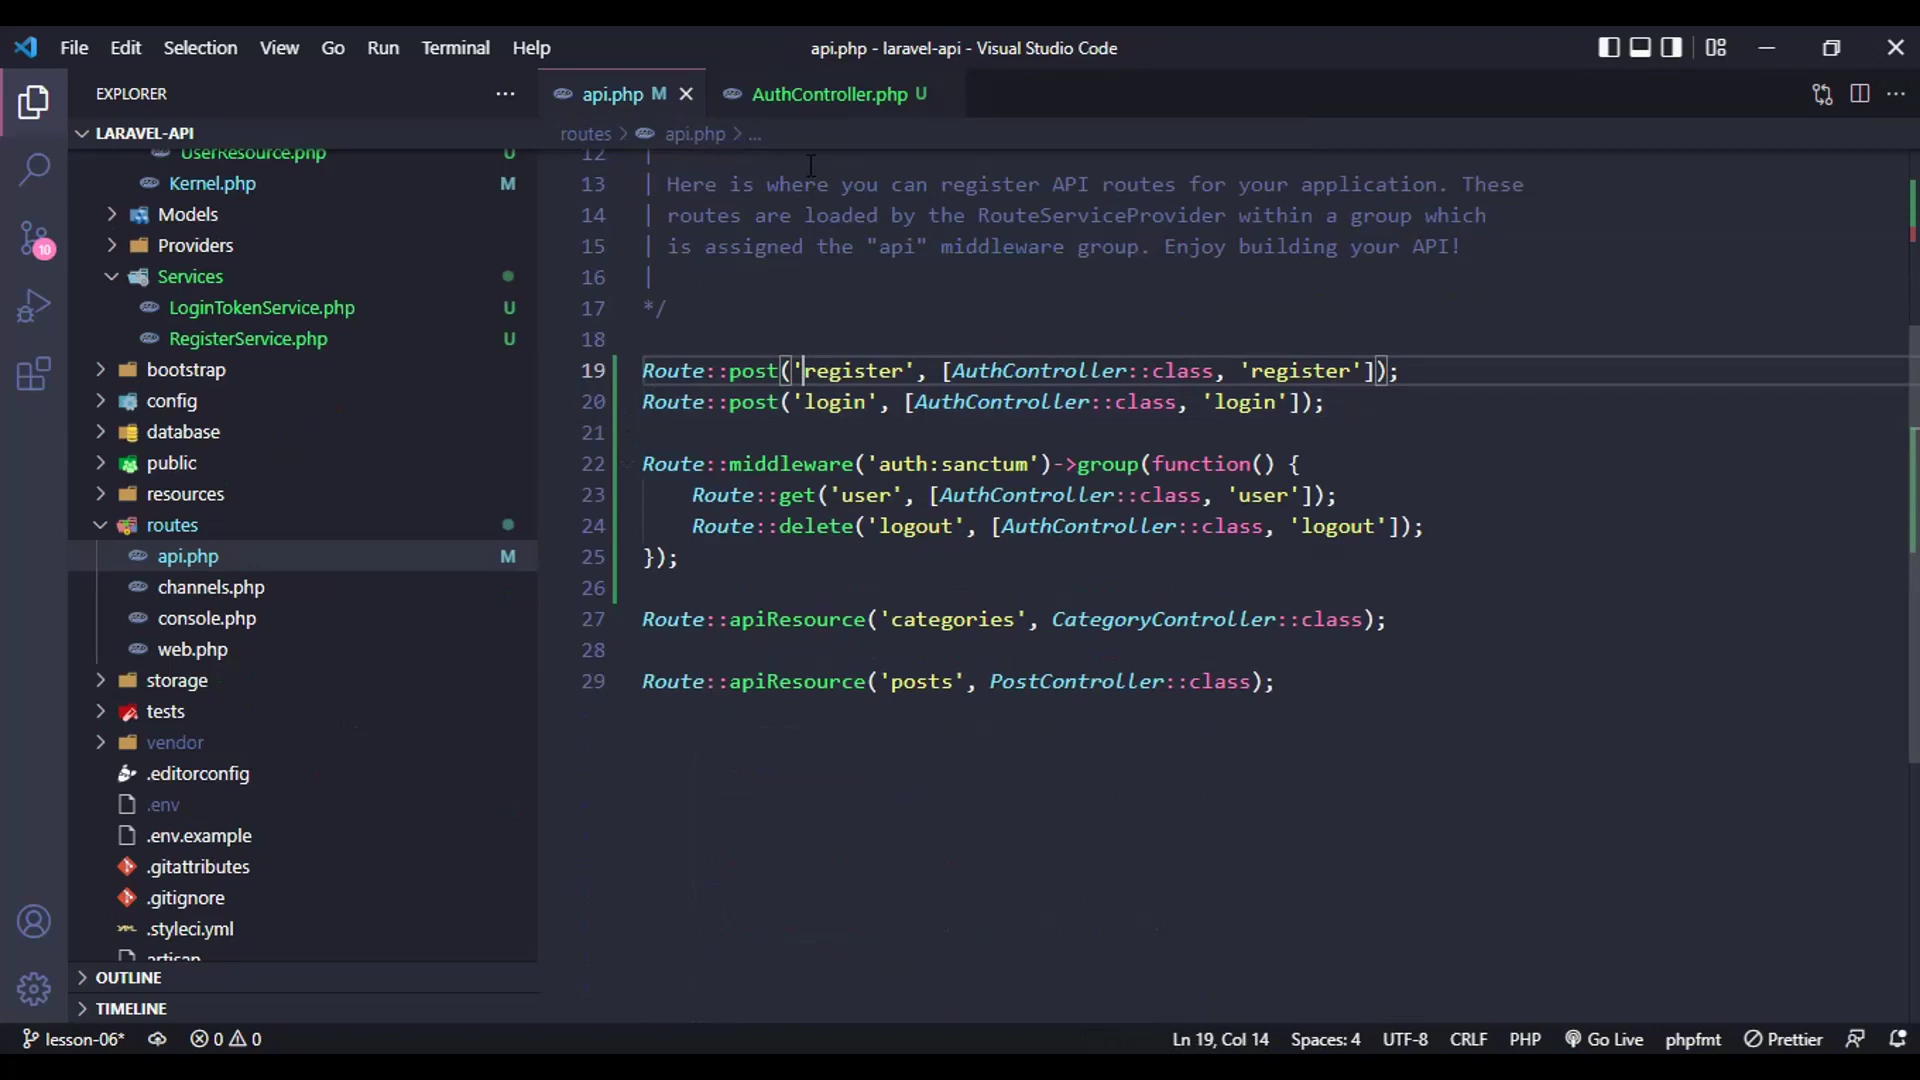 File Edit Selection View Go Run Terminal Help
api.php - laravel-api - Visual Studio Code
EXPLORER
LARAVEL-API
UserResource.php U
Kernel.php M
Models
Providers
Services
LoginTokenService.php U
RegisterService.php U
bootstrap
config
database
public
resources
routes
api.php M
channels.php
console.php
web.php
storage
tests
vendor
.editorconfig
.env
.env.example
.gitattributes
.gitignore
.styleci.yml
artisan
OUTLINE
TIMELINE
10
api.php M
AuthController.php U
routes > api.php > ...
12 |
13 | Here is where you can register API routes for your application. These
14 | routes are loaded by the RouteServiceProvider within a group which
15 | is assigned the "api" middleware group. Enjoy building your API!
16 |
17 */
18
19 Route::post('register', [AuthController::class, 'register']);
20 Route::post('login', [AuthController::class, 'login']);
21
22 Route::middleware('auth:sanctum')->group(function() {
23 Route::get('user', [AuthController::class, 'user']);
24 Route::delete('logout', [AuthController::class, 'logout']);
25 });
26
27 Route::apiResource('categories', CategoryController::class);
28
29 Route::apiResource('posts', PostController::class);
lesson-06* 0 0 Ln 19, Col 14 Spaces: 4 UTF-8 CRLF PHP Go Live phpfmt Prettier